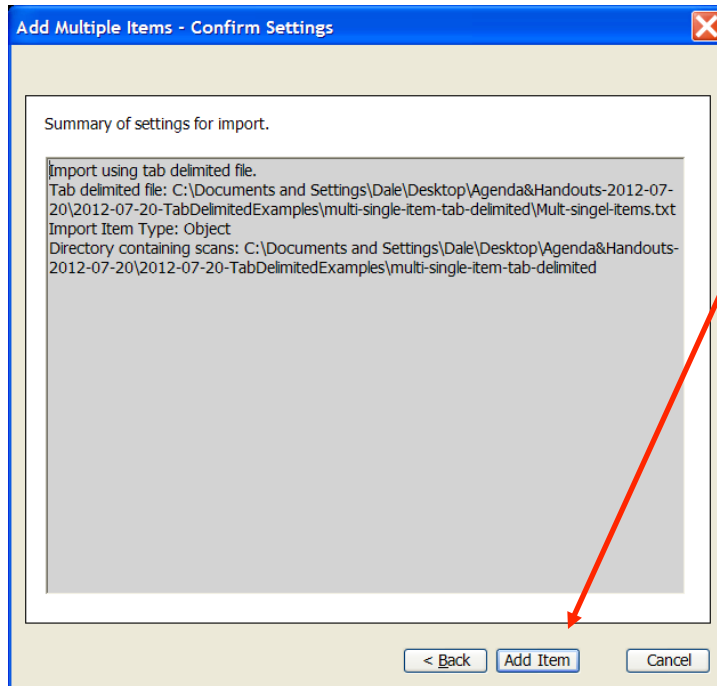 Add Multiple Items - Confirm Settings
Summary of settings for import.
Import using tab delimited file.
Tab delimited file: C:\Documents and Settings\Dale\Desktop\Agenda&Handouts-2012-07-
20\2012-07-20-TabDelimitedExamples\multi-single-item-tab-delimited\Mult-singel-items.txt
Import Item Type: Object
Directory containing scans: C:\Documents and Settings\Dale\Desktop\Agenda&Handouts-
2012-07-20\2012-07-20-TabDelimitedExamples\multi-single-item-tab-delimited
< Back Add Item Cancel